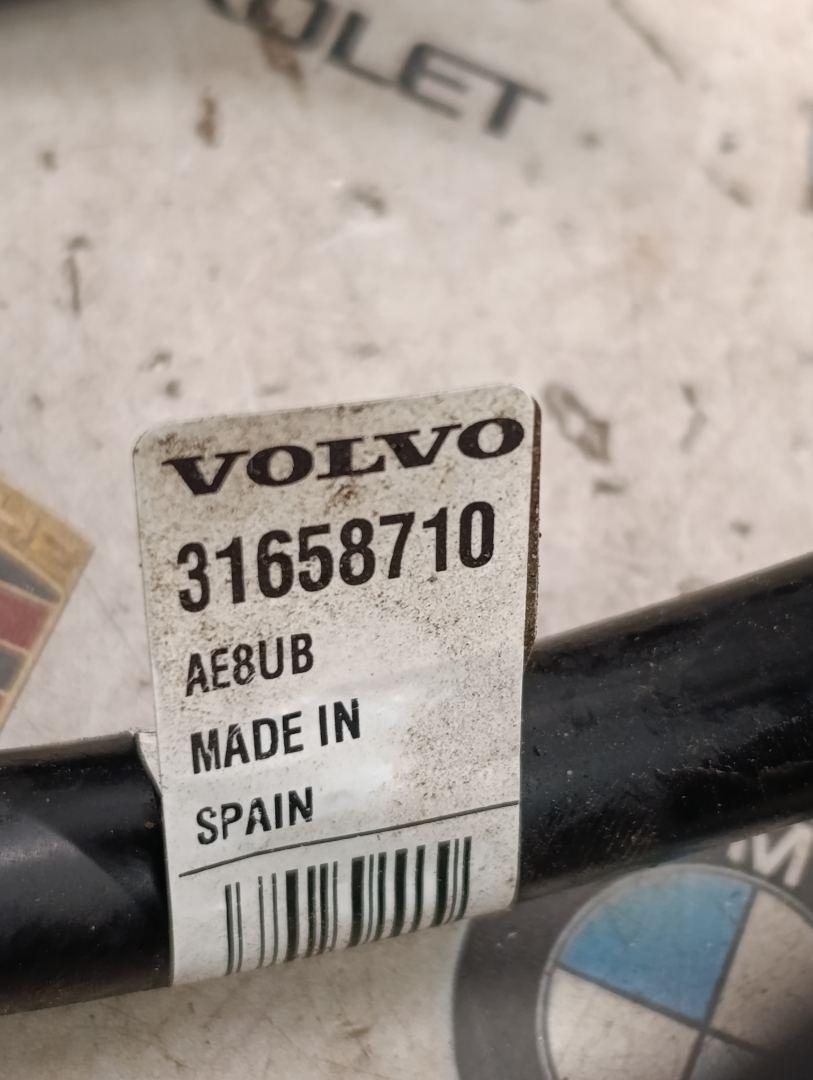 OLET
VOLVO
31658710
AE8UB
MADE IN
SPAIN
M